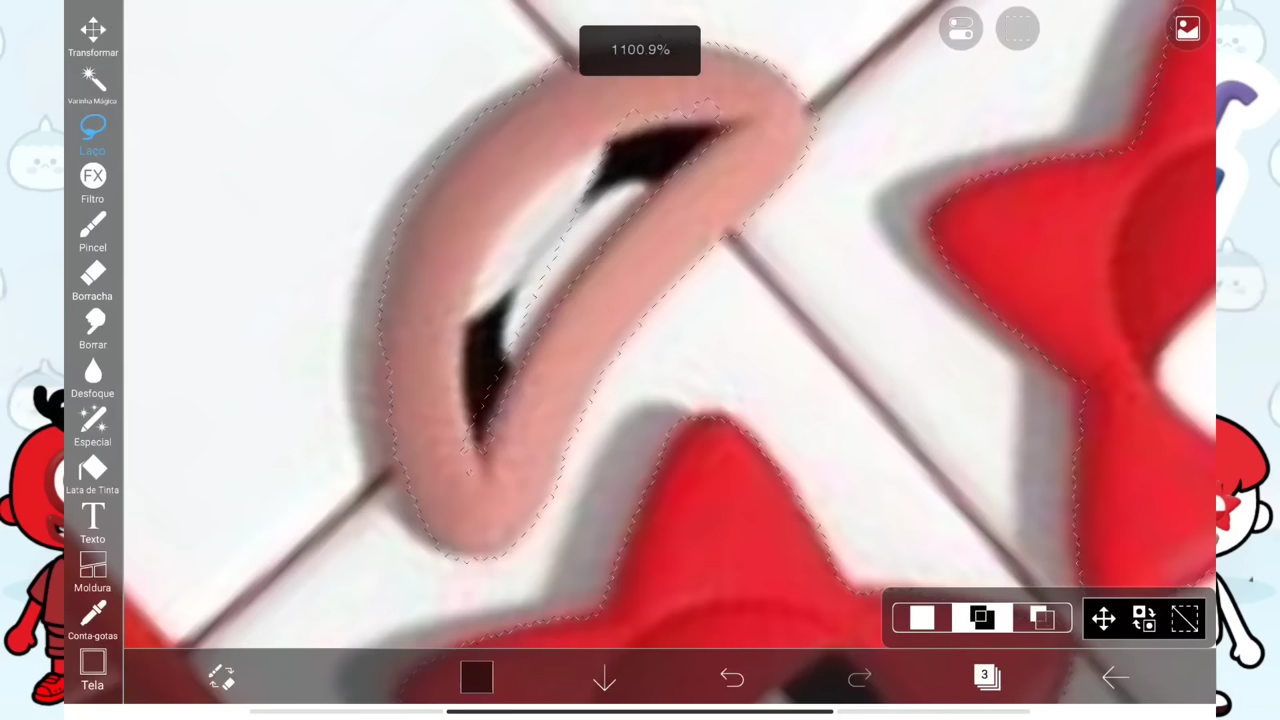 1100.9%
Transformar
Varinha Mágica
Laço
FX
Filtro
Pincel
Borracha
Borrar
Desfoque
Especial
Lata de Tinta
T
Texto
Moldura
Conta-gotas
Tela
3